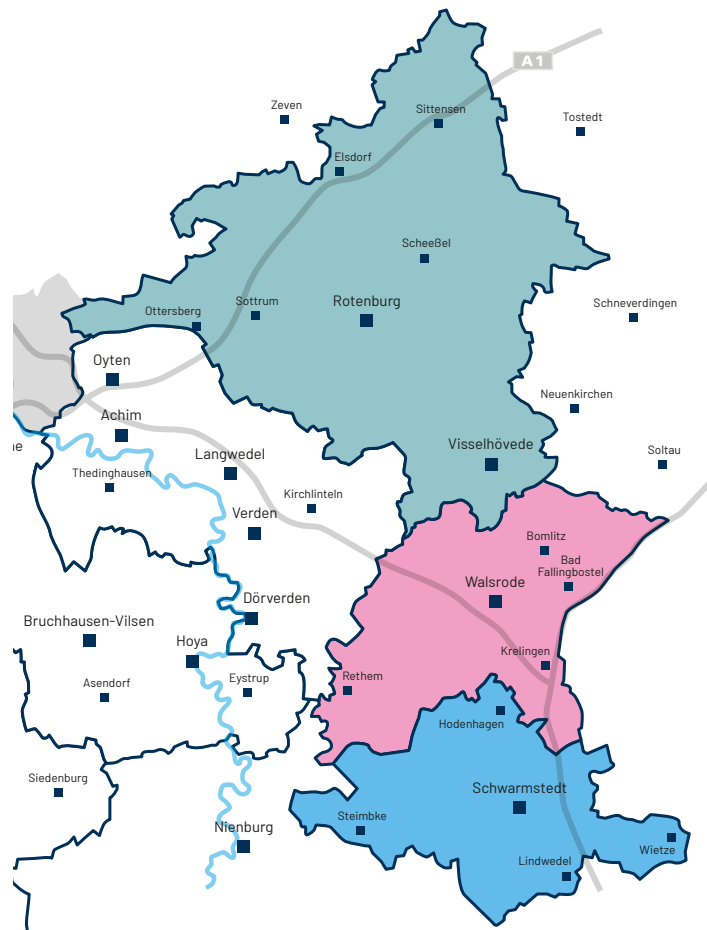 A1
Zeven
Sittensen
Tostedt
Elsdorf
Scheeßel
Ottersberg
Sottrum
Rotenburg
Schneverdingen
Oyten
Neuenkirchen
Achim
ne
Visselhövede
Langwedel
Soltau
Thedinghausen
Kirchlinteln
Verden
Bomlitz
Bad
Fallingbostel
Walsrode
Dörverden
Bruchhausen-Vilsen
Hoya
Krelingen
Eystrup
Rethem
Asendorf
Hodenhagen
Siedenburg
Schwarmstedt
Steimbke
Nienburg
Wietze
Lindwedel